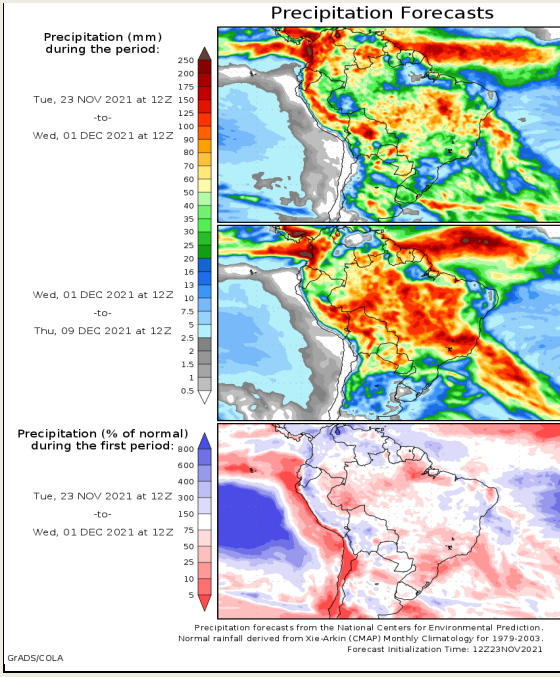 Precipitation Forecasts
Precipitation (mm)
during the period:
Tue, 23 NOV 2021 at 12Z
-to-
Wed, 01 DEC 2021 at 12Z
250
200
175
150
125
100
90
80
70
60
50
40
35
30
25
20
16
13
10
7.5
5
2.5
2
1.5
1
0.5
Wed, 01 DEC 2021 at 12Z
-to-
Thu, 09 DEC 2021 at 12Z
Precipitation (% of normal)
during the first period:
Tue, 23 NOV 2021 at 12Z
-to-
Wed, 01 DEC 2021 at 12Z
800
600
400
300
150
75
50
25
10
5
Precipitation forecasts from the National Centers for Environmental Prediction.
Normal rainfall derived from Xie-Arkin (CMAP) Monthly Climatology for 1979-2003.
Forecast Initialization Time: 12Z23NOV2021
GrADS/COLA